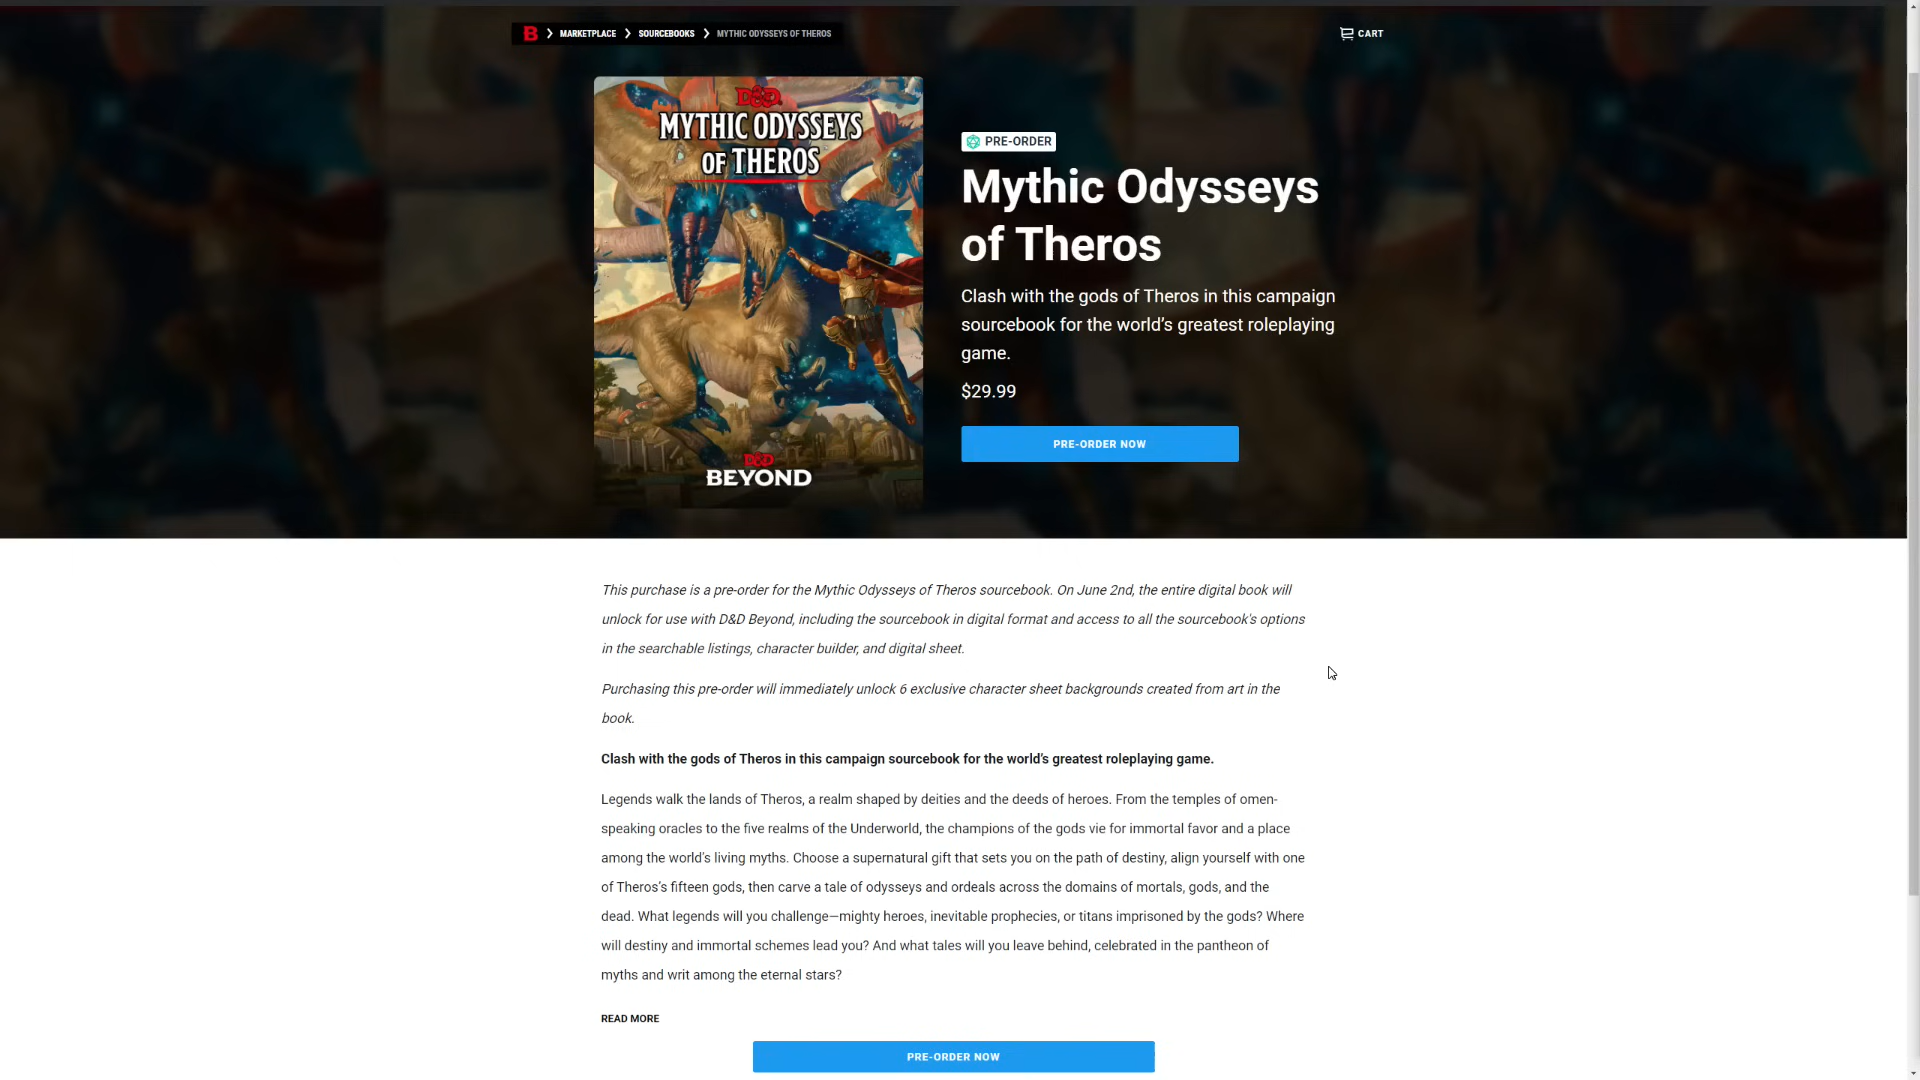 B > MARKETPLACE > SOURCEBOOKS > MYTHIC ODYSSEYS OF THEROS
CART
D&D
MYTHIC ODYSSEYS
OF THEROS
D&D
BEYOND
PRE-ORDER
Mythic Odysseys
of Theros
Clash with the gods of Theros in this campaign
sourcebook for the world’s greatest roleplaying
game.
$29.99
PRE-ORDER NOW
This purchase is a pre-order for the Mythic Odysseys of Theros sourcebook. On June 2nd, the entire digital book will
unlock for use with D&D Beyond, including the sourcebook in digital format and access to all the sourcebook's options
in the searchable listings, character builder, and digital sheet.
Purchasing this pre-order will immediately unlock 6 exclusive character sheet backgrounds created from art in the
book.
Clash with the gods of Theros in this campaign sourcebook for the world’s greatest roleplaying game.
Legends walk the lands of Theros, a realm shaped by deities and the deeds of heroes. From the temples of omen-
speaking oracles to the five realms of the Underworld, the champions of the gods vie for immortal favor and a place
among the world’s living myths. Choose a supernatural gift that sets you on the path of destiny, align yourself with one
of Theros’s fifteen gods, then carve a tale of odysseys and ordeals across the domains of mortals, gods, and the
dead. What legends will you challenge—mighty heroes, inevitable prophecies, or titans imprisoned by the gods? Where
will destiny and immortal schemes lead you? And what tales will you leave behind, celebrated in the pantheon of
myths and writ among the eternal stars?
READ MORE
PRE-ORDER NOW